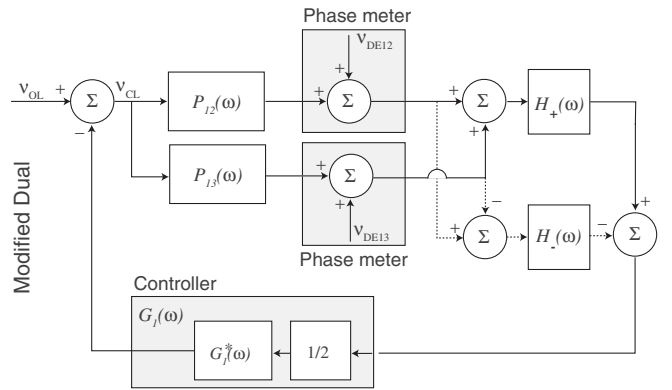 Phase meter
ν_DE12
+
ν_OL + Σ ν_CL P_12(ω) + Σ + Σ H_+(ω)
− +
P_13(ω) + Σ
+ − +
ν_DE13 + Σ H_-(ω) − Σ
Phase meter
Modified Dual
Controller
G_1(ω)
G_1^*(ω) 1/2